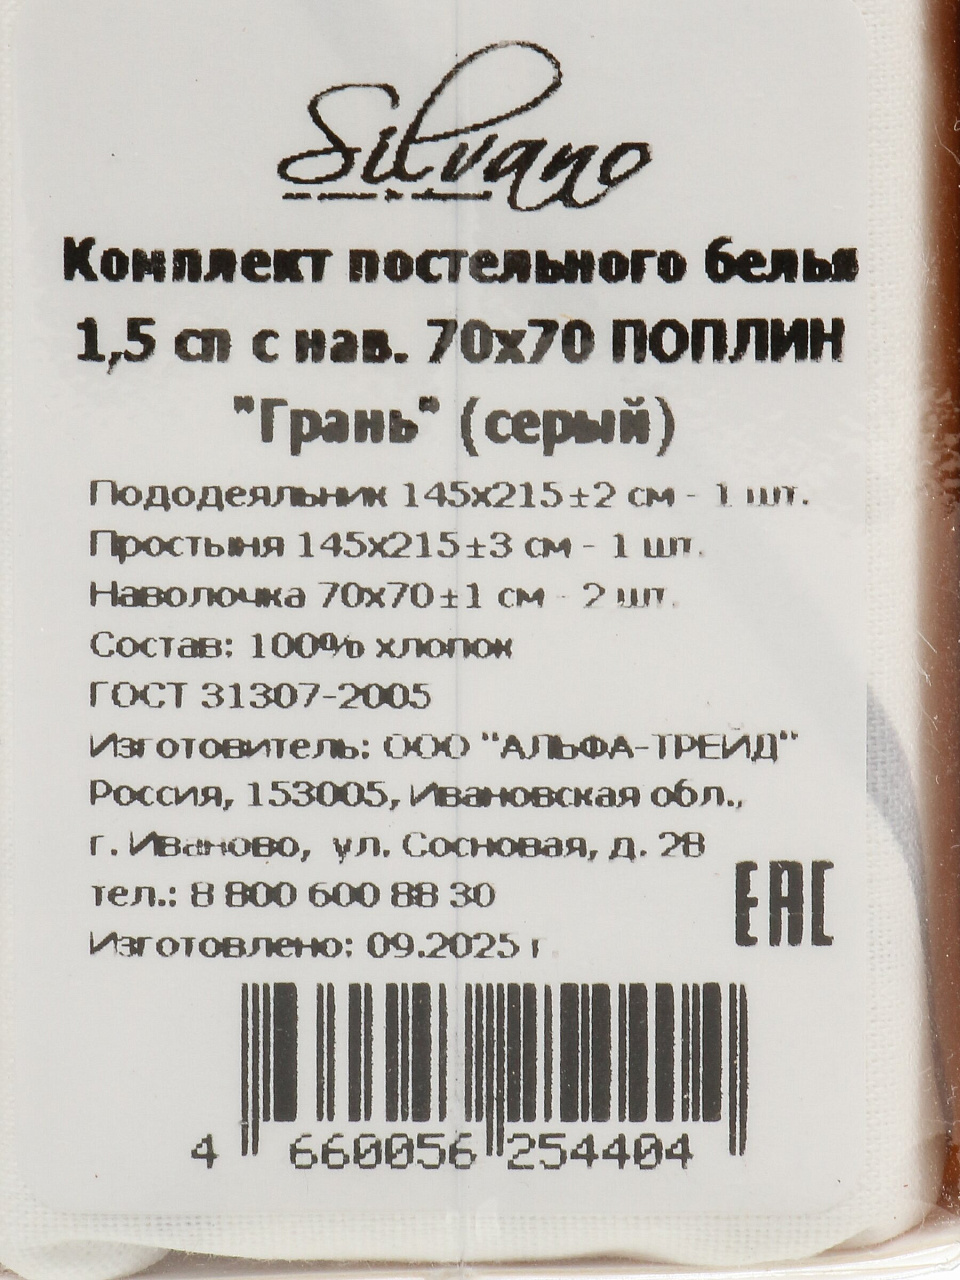 Silvano
Комплект постельного белья
1,5 сп с нав. 70х70 ПОПЛИН
"Грань" (серый)
Пододеяльник 145х215±2 см - 1 шт.
Простыня 145х215±3 см - 1 шт.
Наволочка 70х70±1 см - 2 шт.
Состав: 100% хлопок
ГОСТ 31307-2005
Изготовитель: ООО "АЛЬФА-ТРЕЙД"
Россия, 153005, Ивановская обл.,
г. Иваново, ул. Сосновая, д. 28
тел.: 8 800 600 88 30
Изготовлено: 09.2025 г.
EAC
4 660056 254404